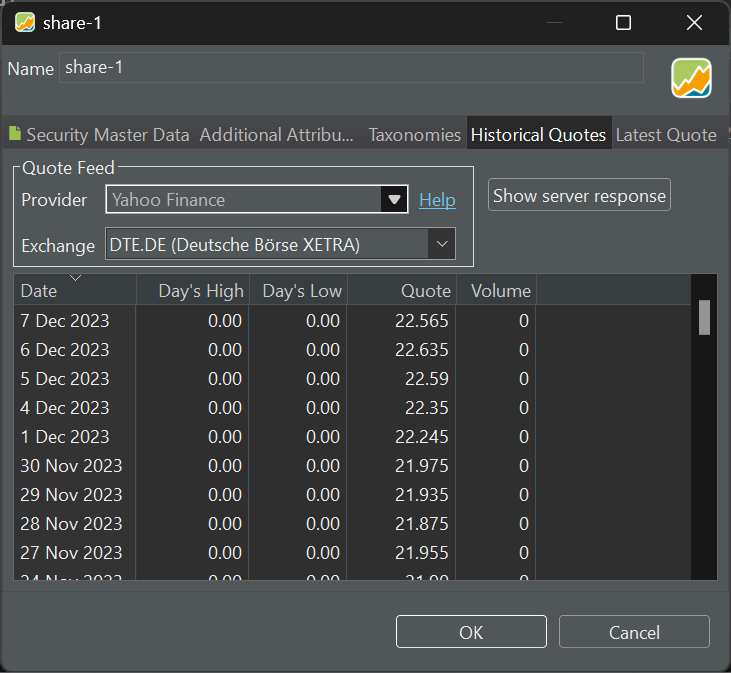 share-1
Name share-1
Security Master Data Additional Attribu... Taxonomies Historical Quotes Latest Quote
Quote Feed
Provider Yahoo Finance Help Show server response
Exchange DTE.DE (Deutsche Börse XETRA)
Date Day's High Day's Low Quote Volume
7 Dec 2023 0.00 0.00 22.565 0
6 Dec 2023 0.00 0.00 22.635 0
5 Dec 2023 0.00 0.00 22.59 0
4 Dec 2023 0.00 0.00 22.35 0
1 Dec 2023 0.00 0.00 22.245 0
30 Nov 2023 0.00 0.00 21.975 0
29 Nov 2023 0.00 0.00 21.935 0
28 Nov 2023 0.00 0.00 21.875 0
27 Nov 2023 0.00 0.00 21.955 0
24 Nov 2023 0.00 0.00
OK Cancel